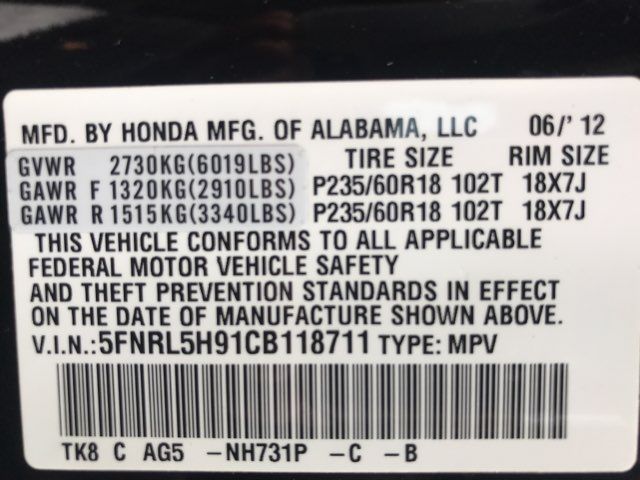 MFD. BY HONDA MFG. OF ALABAMA, LLC 06/'12
GVWR 2730KG(6019LBS) TIRE SIZE RIM SIZE
GAWR F 1320KG(2910LBS) P235/60R18 102T 18X7J
GAWR R 1515KG(3340LBS) P235/60R18 102T 18X7J
THIS VEHICLE CONFORMS TO ALL APPLICABLE
FEDERAL MOTOR VEHICLE SAFETY
AND THEFT PREVENTION STANDARDS IN EFFECT
ON THE DATE OF MANUFACTURE SHOWN ABOVE.
V.I.N.:5FNRL5H91CB118711 TYPE: MPV
TK8 C AG5 -NH731P -C -B